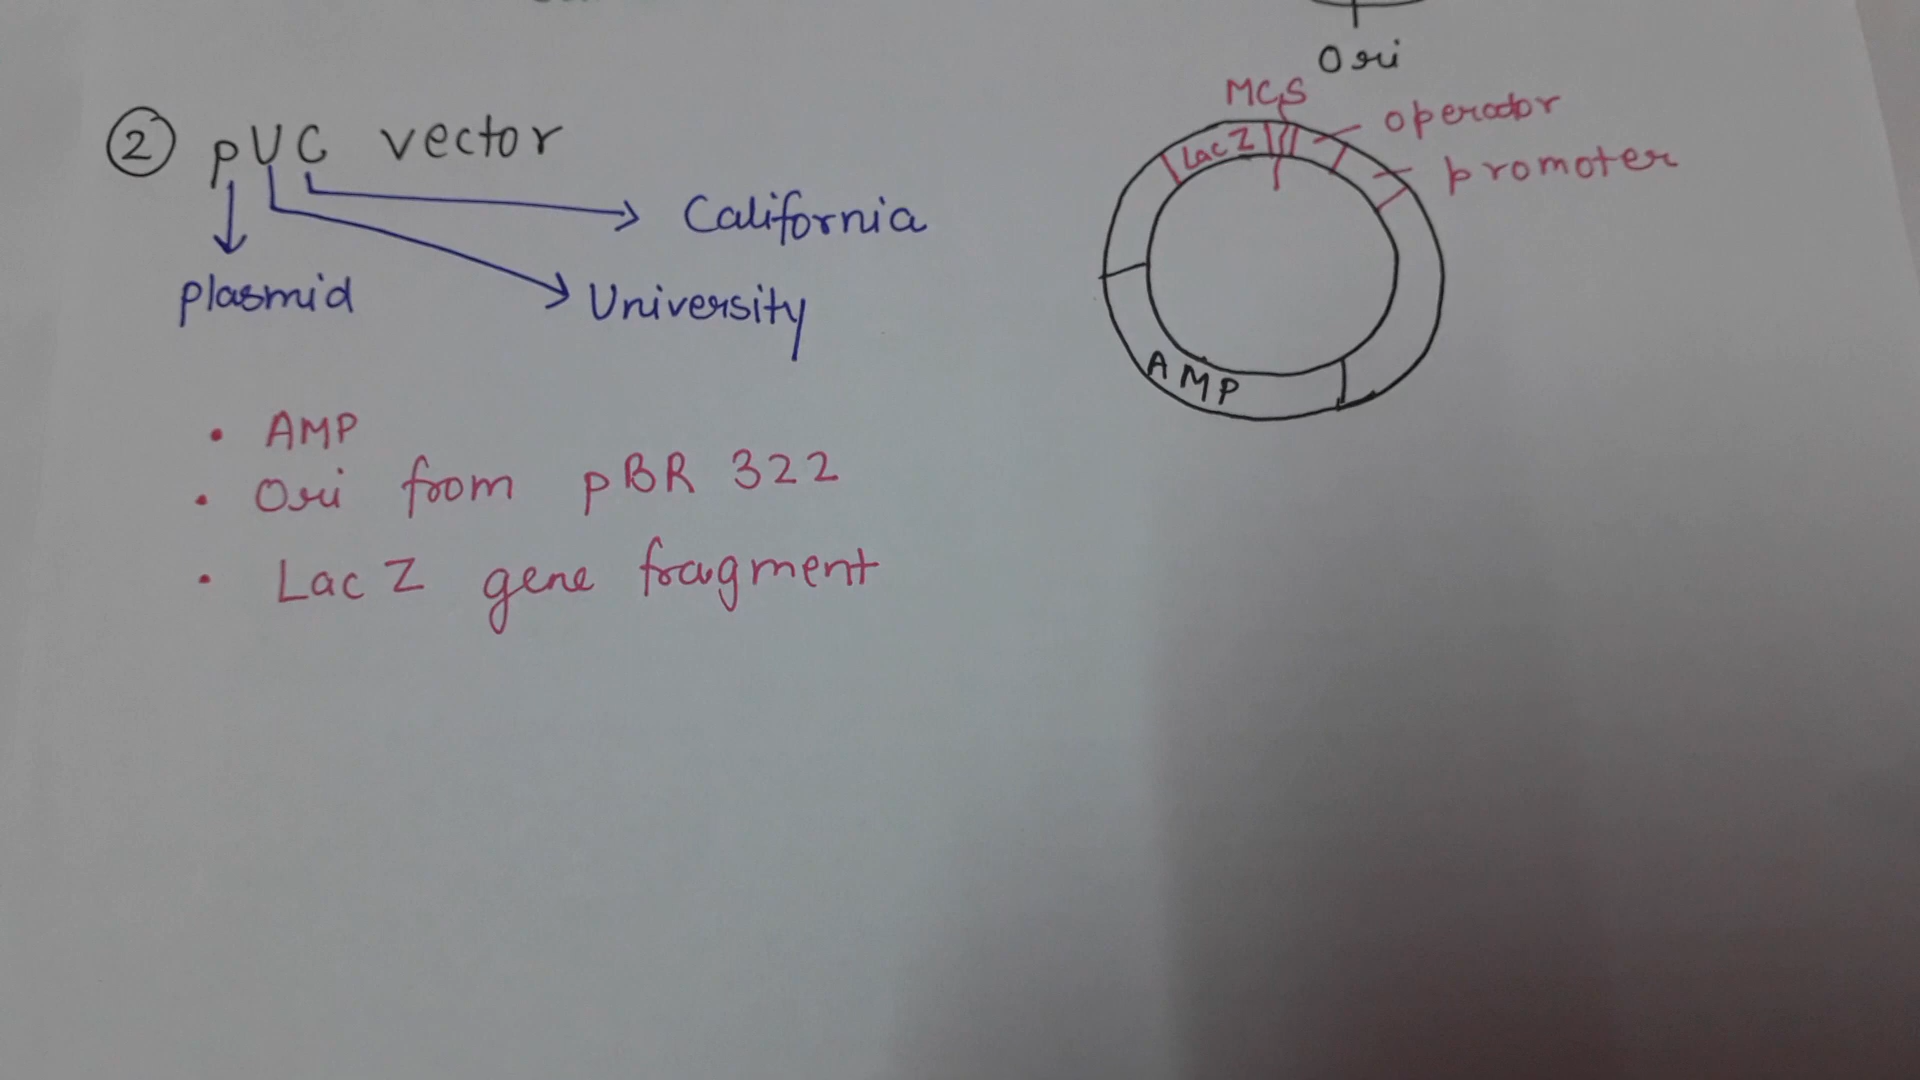 Ori
② pUC vector
California
plasmid
University
• AMP
• Ori from pBR 322
• Lac Z gene fragment
MCS
operator
promoter
Lac Z
AMP